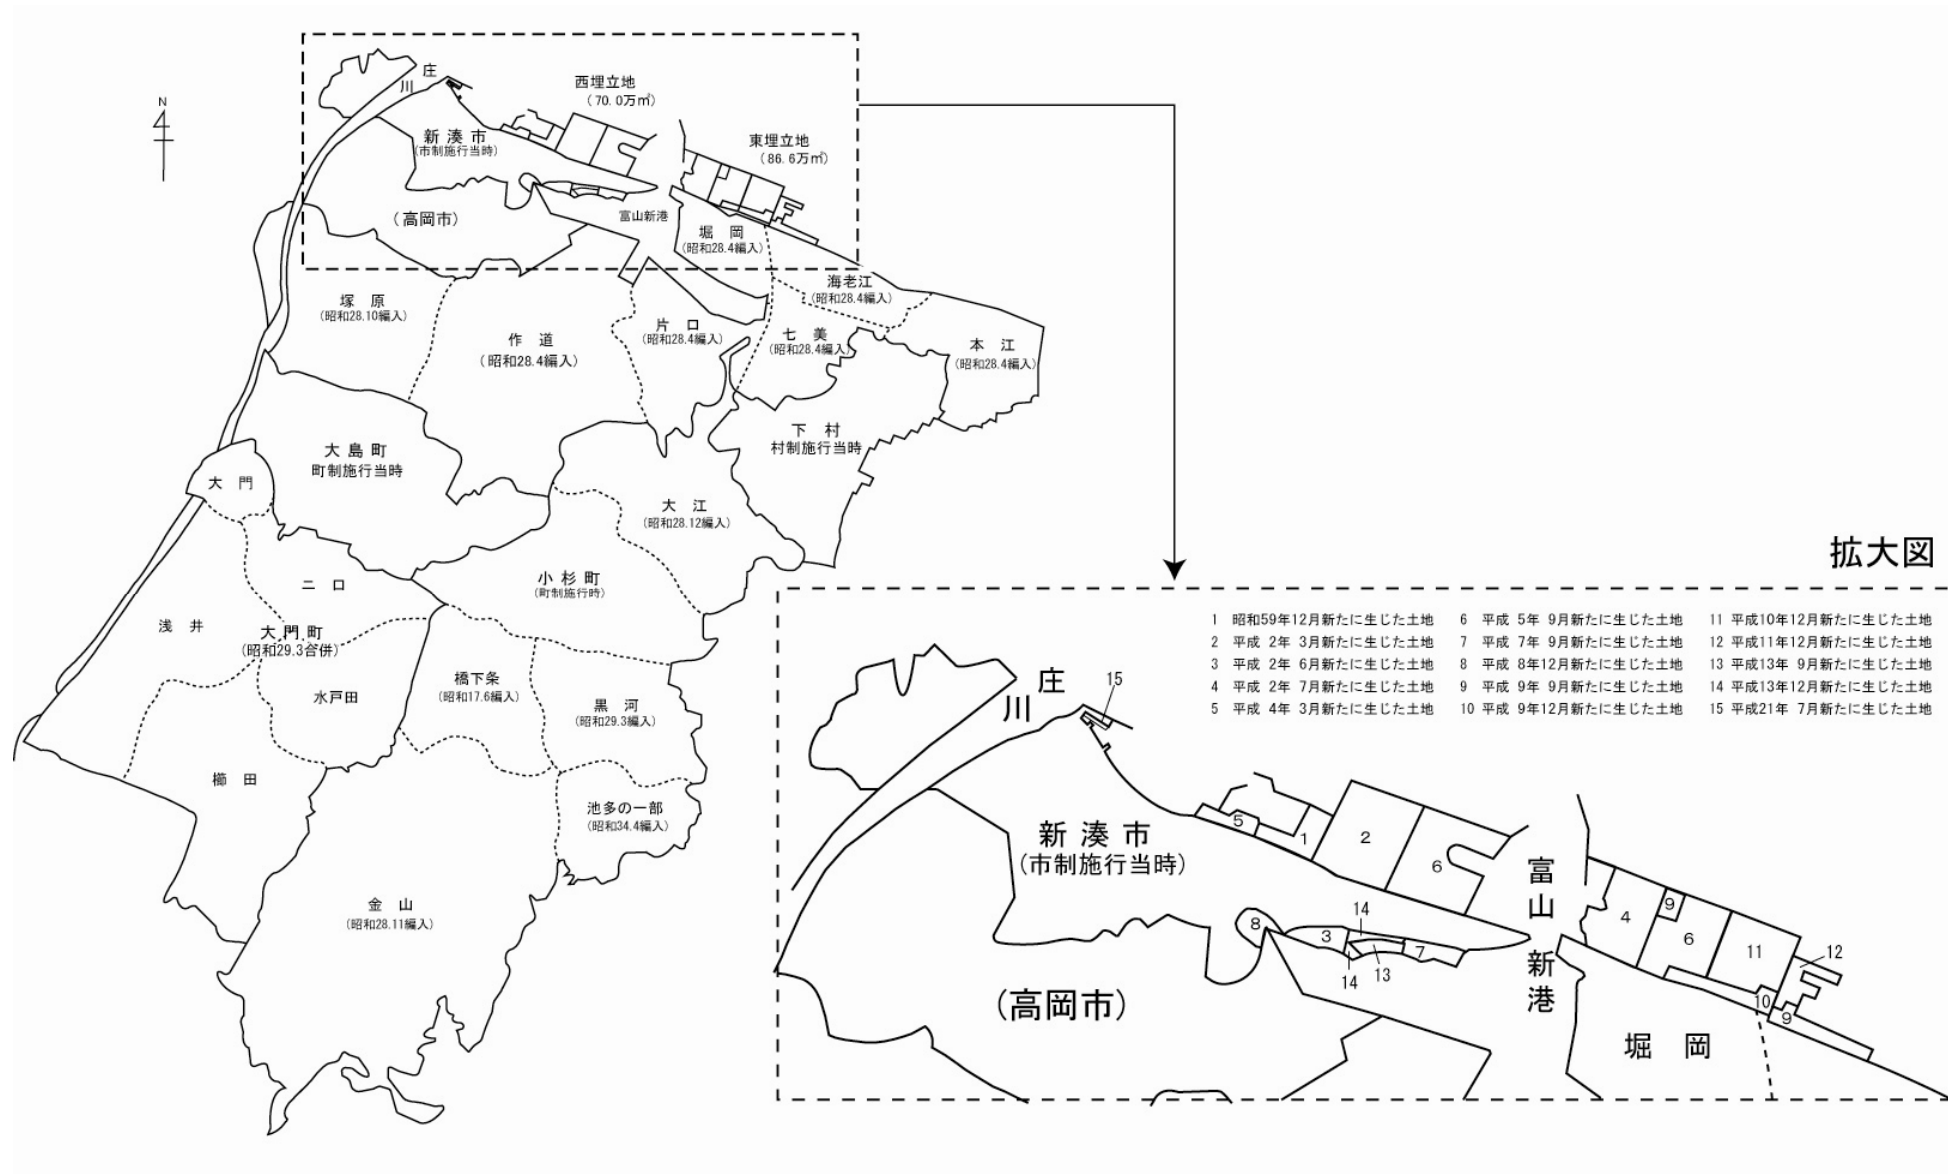 N
庄
川
西埋立地
(70.0万㎡)
東埋立地
(86.6万㎡)
新湊市
(市制施行当時)
(高岡市)
富山新港
堀岡
(昭和28.4編入)
海老江
(昭和28.4編入)
塚原
(昭和28.10編入)
作道
(昭和28.4編入)
片口
(昭和28.4編入)
七美
(昭和28.4編入)
本江
(昭和28.4編入)
下村
村制施行当時
大島町
町制施行当時
大門
大江
(昭和28.12編入)
小杉町
(町制施行時)
二口
浅井
大門町
(昭和29.3合併)
水戸田
橋下条
(昭和17.6編入)
黒河
(昭和29.3編入)
櫛田
池多の一部
(昭和34.4編入)
金山
(昭和28.11編入)
拡大図
1 昭和59年12月新たに生じた土地
2 平成 2年 3月新たに生じた土地
3 平成 2年 6月新たに生じた土地
4 平成 2年 7月新たに生じた土地
5 平成 4年 3月新たに生じた土地
6 平成 5年 9月新たに生じた土地
7 平成 7年 9月新たに生じた土地
8 平成 8年12月新たに生じた土地
9 平成 9年 9月新たに生じた土地
10 平成 9年12月新たに生じた土地
11 平成10年12月新たに生じた土地
12 平成11年12月新たに生じた土地
13 平成13年 9月新たに生じた土地
14 平成13年12月新たに生じた土地
15 平成21年 7月新たに生じた土地
庄
川
15
新湊市
(市制施行当時)
5
1
2
6
富山新港
8
3
14
14
13
7
4
9
6
11
12
10
9
(高岡市)
堀岡